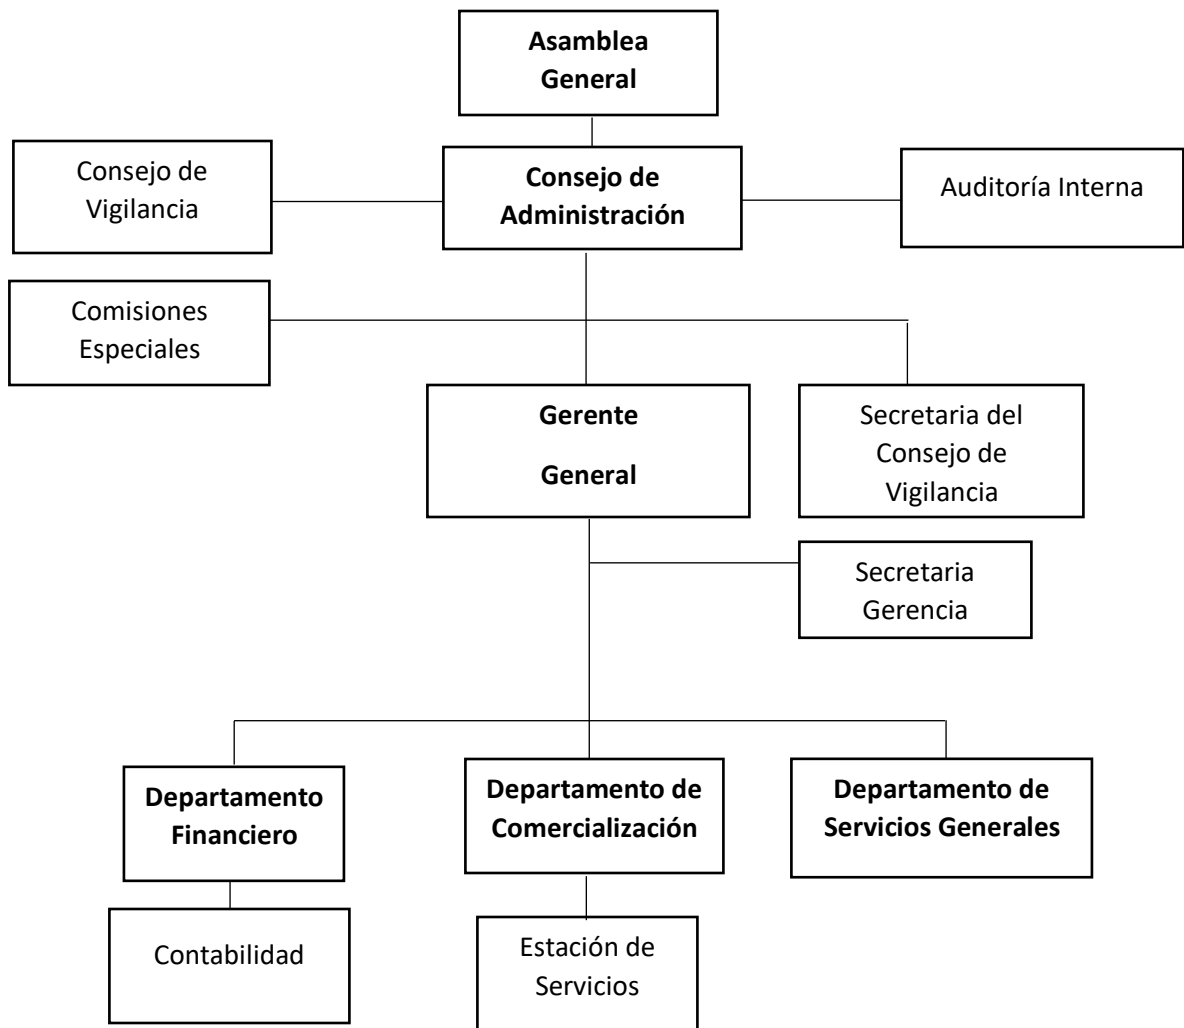 Asamblea
General
Consejo de
Vigilancia
Consejo de
Administración
Auditoría Interna
Comisiones
Especiales
Gerente
General
Secretaria del
Consejo de
Vigilancia
Secretaria
Gerencia
Departamento
Financiero
Departamento de
Comercialización
Departamento de
Servicios Generales
Contabilidad
Estación de
Servicios